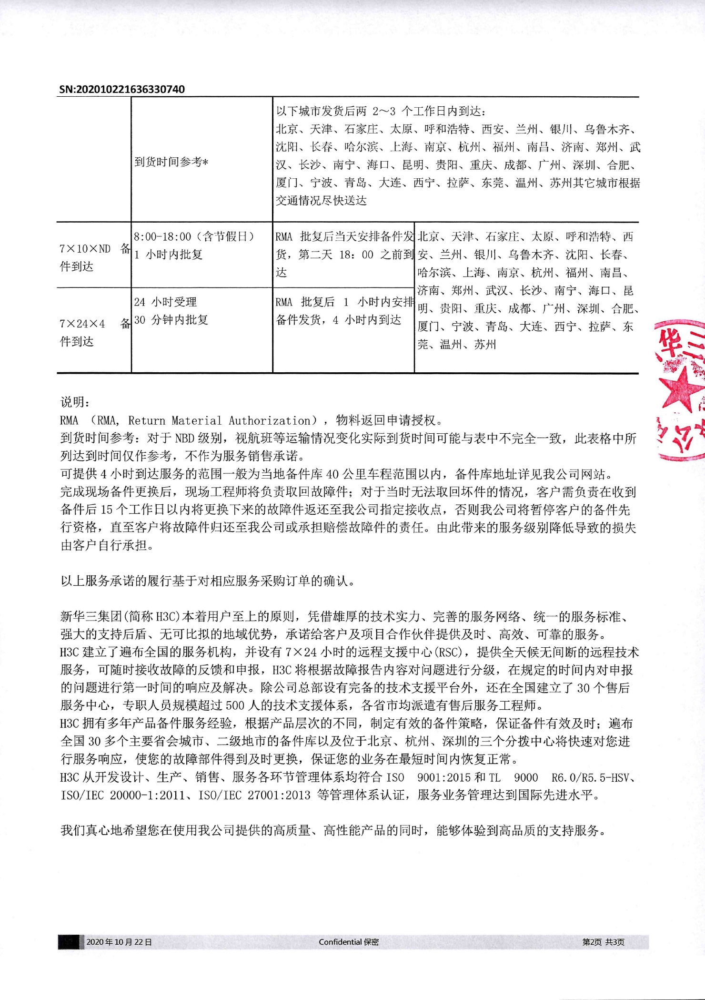 SN:202010221636330740
到货时间参考*
以下城市发货后两 2～3 个工作日内到达：
北京、天津、石家庄、太原、呼和浩特、西安、兰州、银川、乌鲁木齐、
沈阳、长春、哈尔滨、上海、南京、杭州、福州、南昌、济南、郑州、武
汉、长沙、南宁、海口、昆明、贵阳、重庆、成都、广州、深圳、合肥、
厦门、宁波、青岛、大连、西宁、拉萨、东莞、温州、苏州其它城市根据
交通情况尽快送达
7×10×ND 备
件到达
8:00-18:00（含节假日）
1 小时内批复
RMA 批复后当天安排备件发
货，第二天 18：00 之前到
达
北京、天津、石家庄、太原、呼和浩特、西
安、兰州、银川、乌鲁木齐、沈阳、长春、
哈尔滨、上海、南京、杭州、福州、南昌、
济南、郑州、武汉、长沙、南宁、海口、昆
明、贵阳、重庆、成都、广州、深圳、合肥、
厦门、宁波、青岛、大连、西宁、拉萨、东
莞、温州、苏州
7×24×4 备
件到达
24 小时受理
30 分钟内批复
RMA 批复后 1 小时内安排
备件发货，4 小时内到达
华三
公
说明：
RMA （RMA, Return Material Authorization），物料返回申请授权。
到货时间参考：对于 NBD 级别，视航班等运输情况变化实际到货时间可能与表中不完全一致，此表格中所
列达到时间仅作参考，不作为服务销售承诺。
可提供 4 小时到达服务的范围一般为当地备件库 40 公里车程范围以内，备件库地址详见我公司网站。
完成现场备件更换后，现场工程师将负责取回故障件；对于当时无法取回坏件的情况，客户需负责在收到
备件后 15 个工作日以内将更换下来的故障件返还至我公司指定接收点，否则我公司将暂停客户的备件先
行资格，直至客户将故障件归还至我公司或承担赔偿故障件的责任。由此带来的服务级别降低导致的损失
由客户自行承担。
以上服务承诺的履行基于对相应服务采购订单的确认。
新华三集团(简称 H3C)本着用户至上的原则，凭借雄厚的技术实力、完善的服务网络、统一的服务标准、
强大的支持后盾、无可比拟的地域优势，承诺给客户及项目合作伙伴提供及时、高效、可靠的服务。
H3C 建立了遍布全国的服务机构，并设有 7×24 小时的远程支援中心(RSC)，提供全天候无间断的远程技术
服务，可随时接收故障的反馈和申报，H3C 将根据故障报告内容对问题进行分级，在规定的时间内对申报
的问题进行第一时间的响应及解决。除公司总部设有完备的技术支援平台外，还在全国建立了 30 个售后
服务中心，专职人员规模超过 500 人的技术支援体系，各省市均派遣有售后服务工程师。
H3C 拥有多年产品备件服务经验，根据产品层次的不同，制定有效的备件策略，保证备件有效及时；遍布
全国 30 多个主要省会城市、二级地市的备件库以及位于北京、杭州、深圳的三个分拨中心将快速对您进
行服务响应，使您的故障部件得到及时更换，保证您的业务在最短时间内恢复正常。
H3C 从开发设计、生产、销售、服务各环节管理体系均符合 ISO 9001:2015 和 TL 9000 R6.0/R5.5-HSV、
ISO/IEC 20000-1:2011、ISO/IEC 27001:2013 等管理体系认证，服务业务管理达到国际先进水平。
我们真心地希望您在使用我公司提供的高质量、高性能产品的同时，能够体验到高品质的支持服务。
2020 年 10 月 22 日
Confidential 保密
第2页 共3页